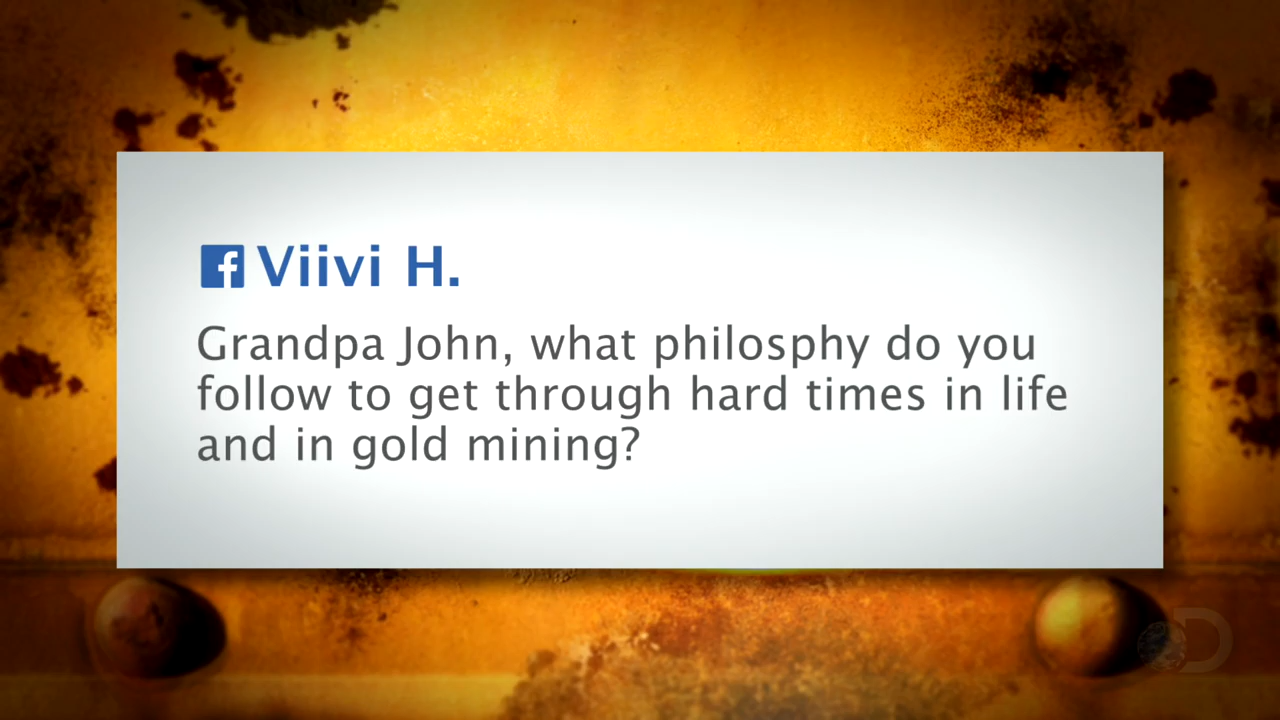 Viivi H.
Grandpa John, what philosphy do you
follow to get through hard times in life
and in gold mining?